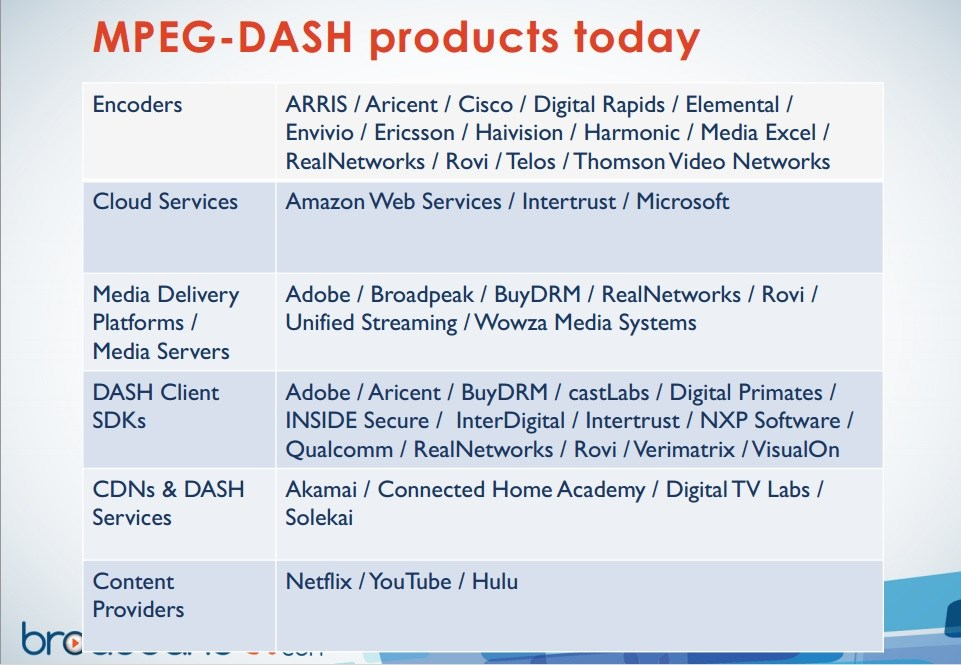 MPEG-DASH products today
Encoders
ARRIS / Aricent / Cisco / Digital Rapids / Elemental /
Envivio / Ericsson / Haivision / Harmonic / Media Excel /
RealNetworks / Rovi / Telos / Thomson Video Networks
Cloud Services
Amazon Web Services / Intertrust / Microsoft
Media Delivery
Platforms /
Media Servers
Adobe / Broadpeak / BuyDRM / RealNetworks / Rovi /
Unified Streaming / Wowza Media Systems
DASH Client
SDKs
Adobe / Aricent / BuyDRM / castLabs / Digital Primates /
INSIDE Secure / InterDigital / Intertrust / NXP Software /
Qualcomm / RealNetworks / Rovi / Verimatrix / VisualOn
CDNs & DASH
Services
Akamai / Connected Home Academy / Digital TV Labs /
Solekai
Content
Providers
Netflix / YouTube / Hulu